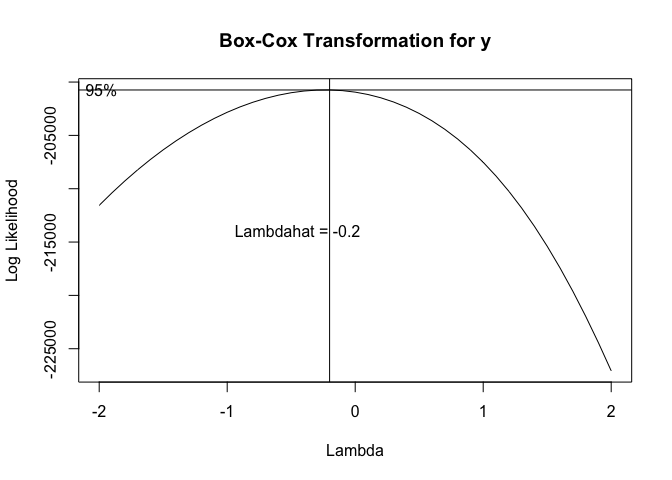 Box-Cox Transformation for y
95%
Log Likelihood
-205000
-215000
-225000
Lambdahat = -0.2
-2 -1 0 1 2
Lambda